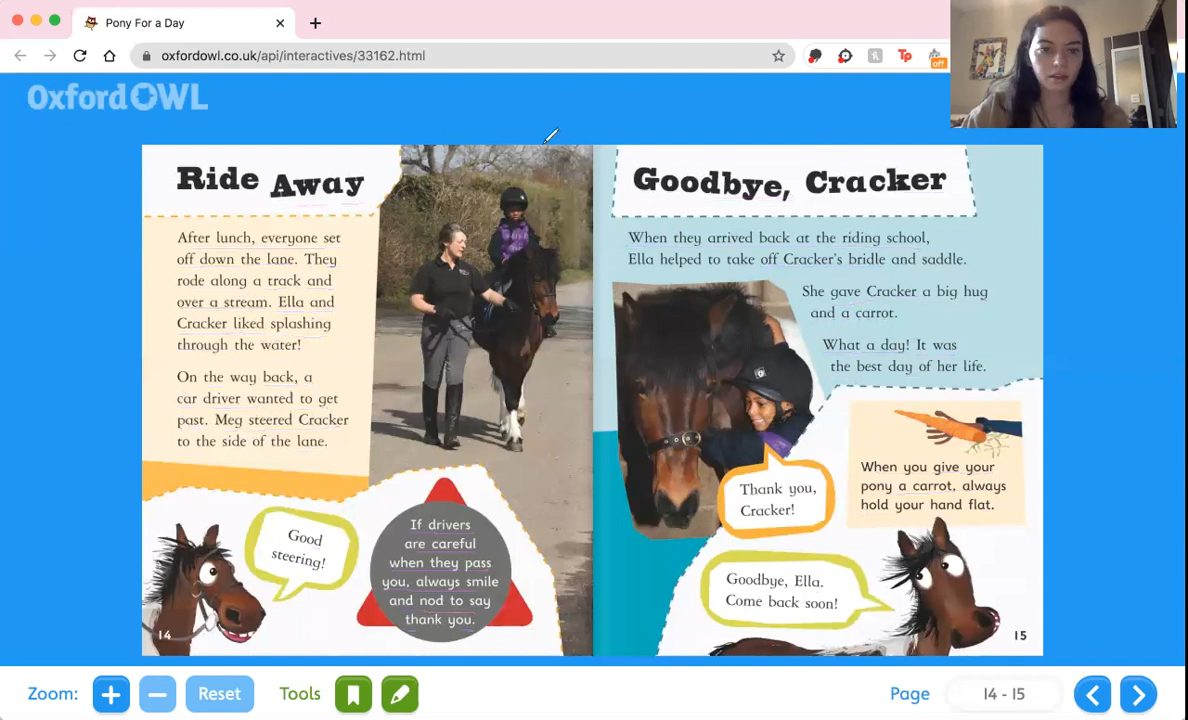 Pony For a Day
oxfordowl.co.uk/api/interactives/33162.html
Tp
off
Oxford OWL
Ride Away
After lunch, everyone set
off down the lane. They
rode along a track and
over a stream. Ella and
Cracker liked splashing
through the water!
On the way back, a
car driver wanted to get
past. Meg steered Cracker
to the side of the lane.
Good
steering!
If drivers
are careful
when they pass
you, always smile
and nod to say
thank you.
14
Goodbye, Cracker
When they arrived back at the riding school,
Ella helped to take off Cracker's bridle and saddle.
She gave Cracker a big hug
and a carrot.
What a day! It was
the best day of her life.
Thank you,
Cracker!
When you give your
pony a carrot, always
hold your hand flat.
Goodbye, Ella.
Come back soon!
15
Zoom: + − Reset Tools Page 14 - 15